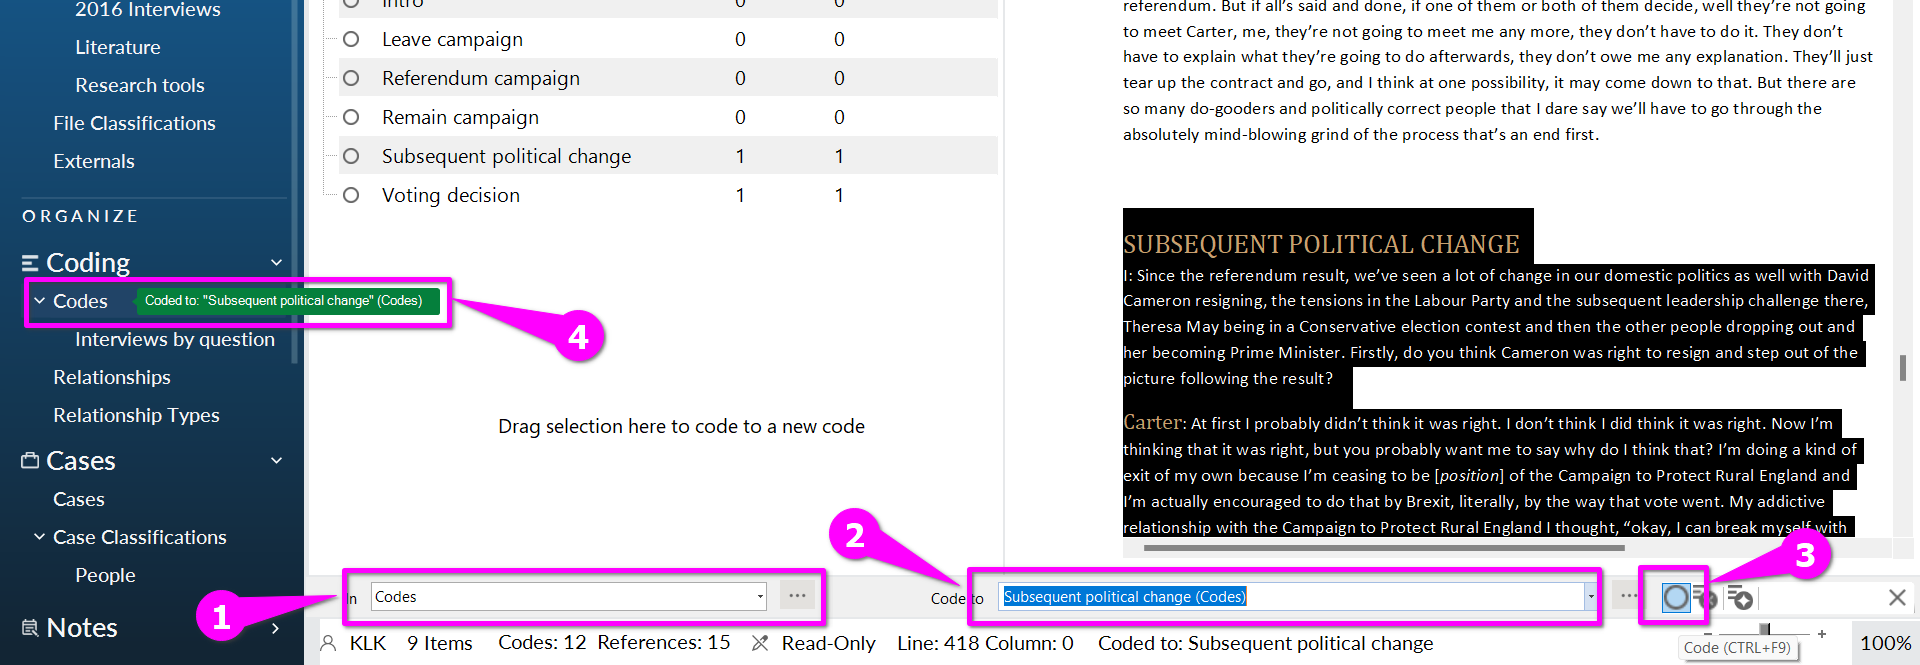 2016 Interviews
Literature
Research tools
File Classifications
Externals
ORGANIZE
Coding
Codes
Coded to: "Subsequent political change" (Codes)
Interviews by question
Relationships
Relationship Types
Cases
Cases
Case Classifications
People
Notes
Intro 0 0
Leave campaign 0 0
Referendum campaign 0 0
Remain campaign 0 0
Subsequent political change 1 1
Voting decision 1 1
4
Drag selection here to code to a new code
referendum. But if all’s said and done, if one of them or both of them decide, well they’re not going
to meet Carter, me, they’re not going to meet me any more, they don’t have to do it. They don’t
have to explain what they’re going to do afterwards, they don’t owe me any explanation. They’ll just
tear up the contract and go, and I think at one possibility, it may come down to that. But there are
so many do-gooders and politically correct people that I dare say we’ll have to go through the
absolutely mind-blowing grind of the process that’s an end first.
SUBSEQUENT POLITICAL CHANGE
I: Since the referendum result, we’ve seen a lot of change in our domestic politics as well with David
Cameron resigning, the tensions in the Labour Party and the subsequent leadership challenge there,
Theresa May being in a Conservative election contest and then the other people dropping out and
her becoming Prime Minister. Firstly, do you think Cameron was right to resign and step out of the
picture following the result?
Carter: At first I probably didn’t think it was right. I don’t think I did think it was right. Now I’m
thinking that it was right, but you probably want me to say why do I think that? I’m doing a kind of
exit of my own because I’m ceasing to be [position] of the Campaign to Protect Rural England and
I’m actually encouraged to do that by Brexit, literally, by the way that vote went. My addictive
relationship with the Campaign to Protect Rural England I thought, “okay, I can break myself with
1
2
3
In Codes ...
Code to Subsequent political change (Codes) ...
KLK 9 Items Codes: 12 References: 15 Read-Only Line: 418 Column: 0 Coded to: Subsequent political change
Code (CTRL+F9)
100%